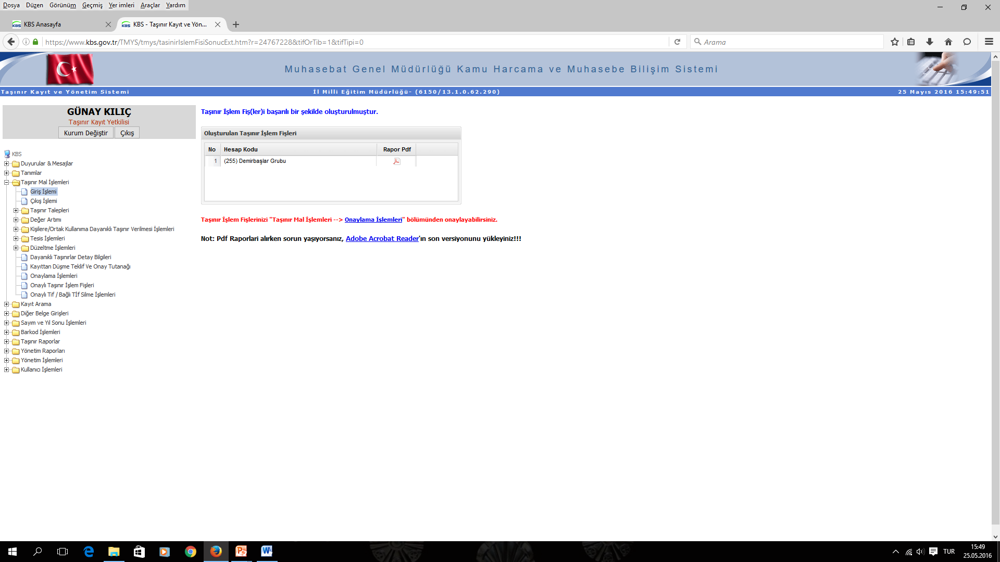 Dosya Düzen Görünüm Geçmiş Yer imleri Araçlar Yardım
KBS Anasayfa
KBS - Taşınır Kayıt ve Yön...
https://www.kbs.gov.tr/TMYS/tmys/tasinirIslemFisiSonucExt.htm?r=24767228&tifOrTib=1&tifTipi=0
Arama
Muhasebat Genel Müdürlüğü Kamu Harcama ve Muhasebe Bilişim Sistemi
Taşınır Kayıt ve Yönetim Sistemi
İl Milli Eğitim Müdürlüğü- (6150/13.1.0.62.290)
25 Mayıs 2016 15:49:51
GÜNAY KILIÇ
Taşınır Kayıt Yetkilisi
Kurum Değiştir Çıkış
KBS
Duyurular & Mesajlar
Tanımlar
Taşınır Mal İşlemleri
Giriş İşlemi
Çıkış İşlemi
Taşınır Talepleri
Değer Artımı
Kişilere/Ortak Kullanıma Dayanıklı Taşınır Verilmesi İşlemleri
Tesis İşlemleri
Düzeltme İşlemleri
Dayanıklı Taşınırlar Detay Bilgileri
Kayıttan Düşme Teklif Ve Onay Tutanağı
Onaylama İşlemleri
Onaylı Taşınır İşlem Fişleri
Onaylı Tif / Bağlı Tİf Silme İşlemleri
Kayıt Arama
Diğer Belge Girişleri
Sayım ve Yıl Sonu İşlemleri
Barkod İşlemleri
Taşınır Raporlar
Yönetim Raporları
Yönetim İşlemleri
Kullanıcı İşlemleri
Taşınır İşlem Fiş(ler)i başarılı bir şekilde oluşturulmuştur.
Oluşturulan Taşınır İşlem Fişleri
No Hesap Kodu Rapor Pdf
1 (255) Demirbaşlar Grubu
Taşınır İşlem Fişlerinizi "Taşınır Mal İşlemleri --> Onaylama İşlemleri" bölümünden onaylayabilirsiniz.
Not: Pdf Raporlari alırken sorun yaşıyorsanız, Adobe Acrobat Reader'ın son versiyonunu yükleyiniz!!!
TUR
15:49
25.05.2016